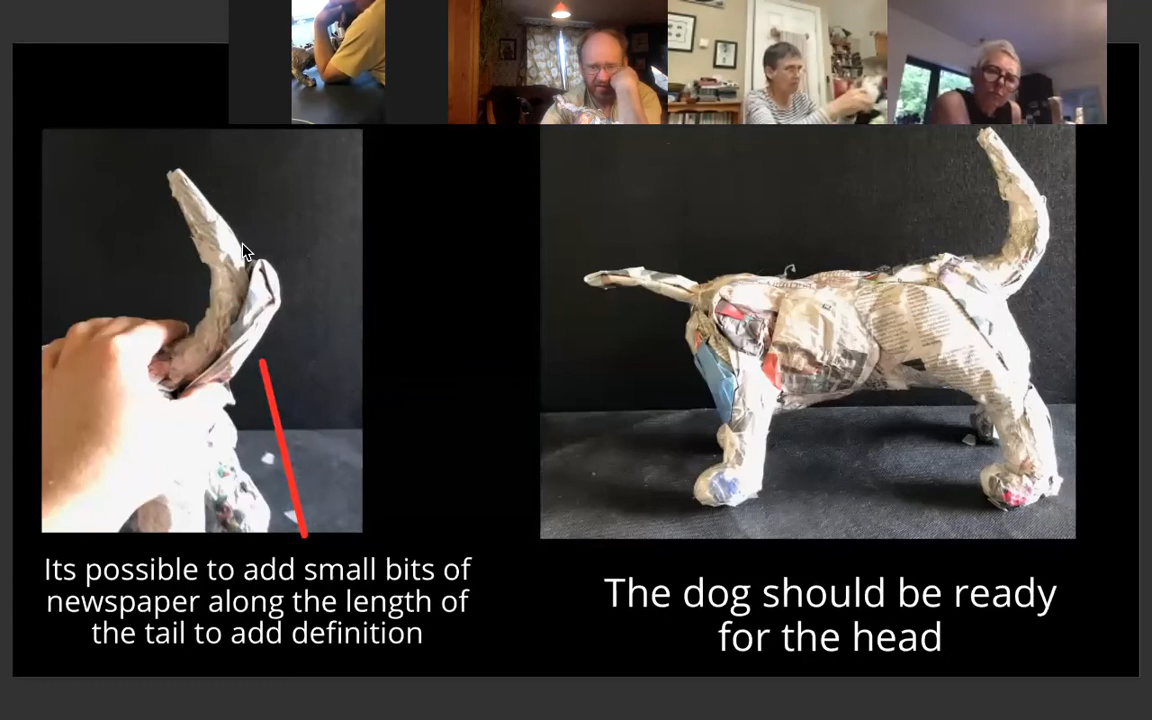 Its possible to add small bits of
newspaper along the length of
the tail to add definition
The dog should be ready
for the head